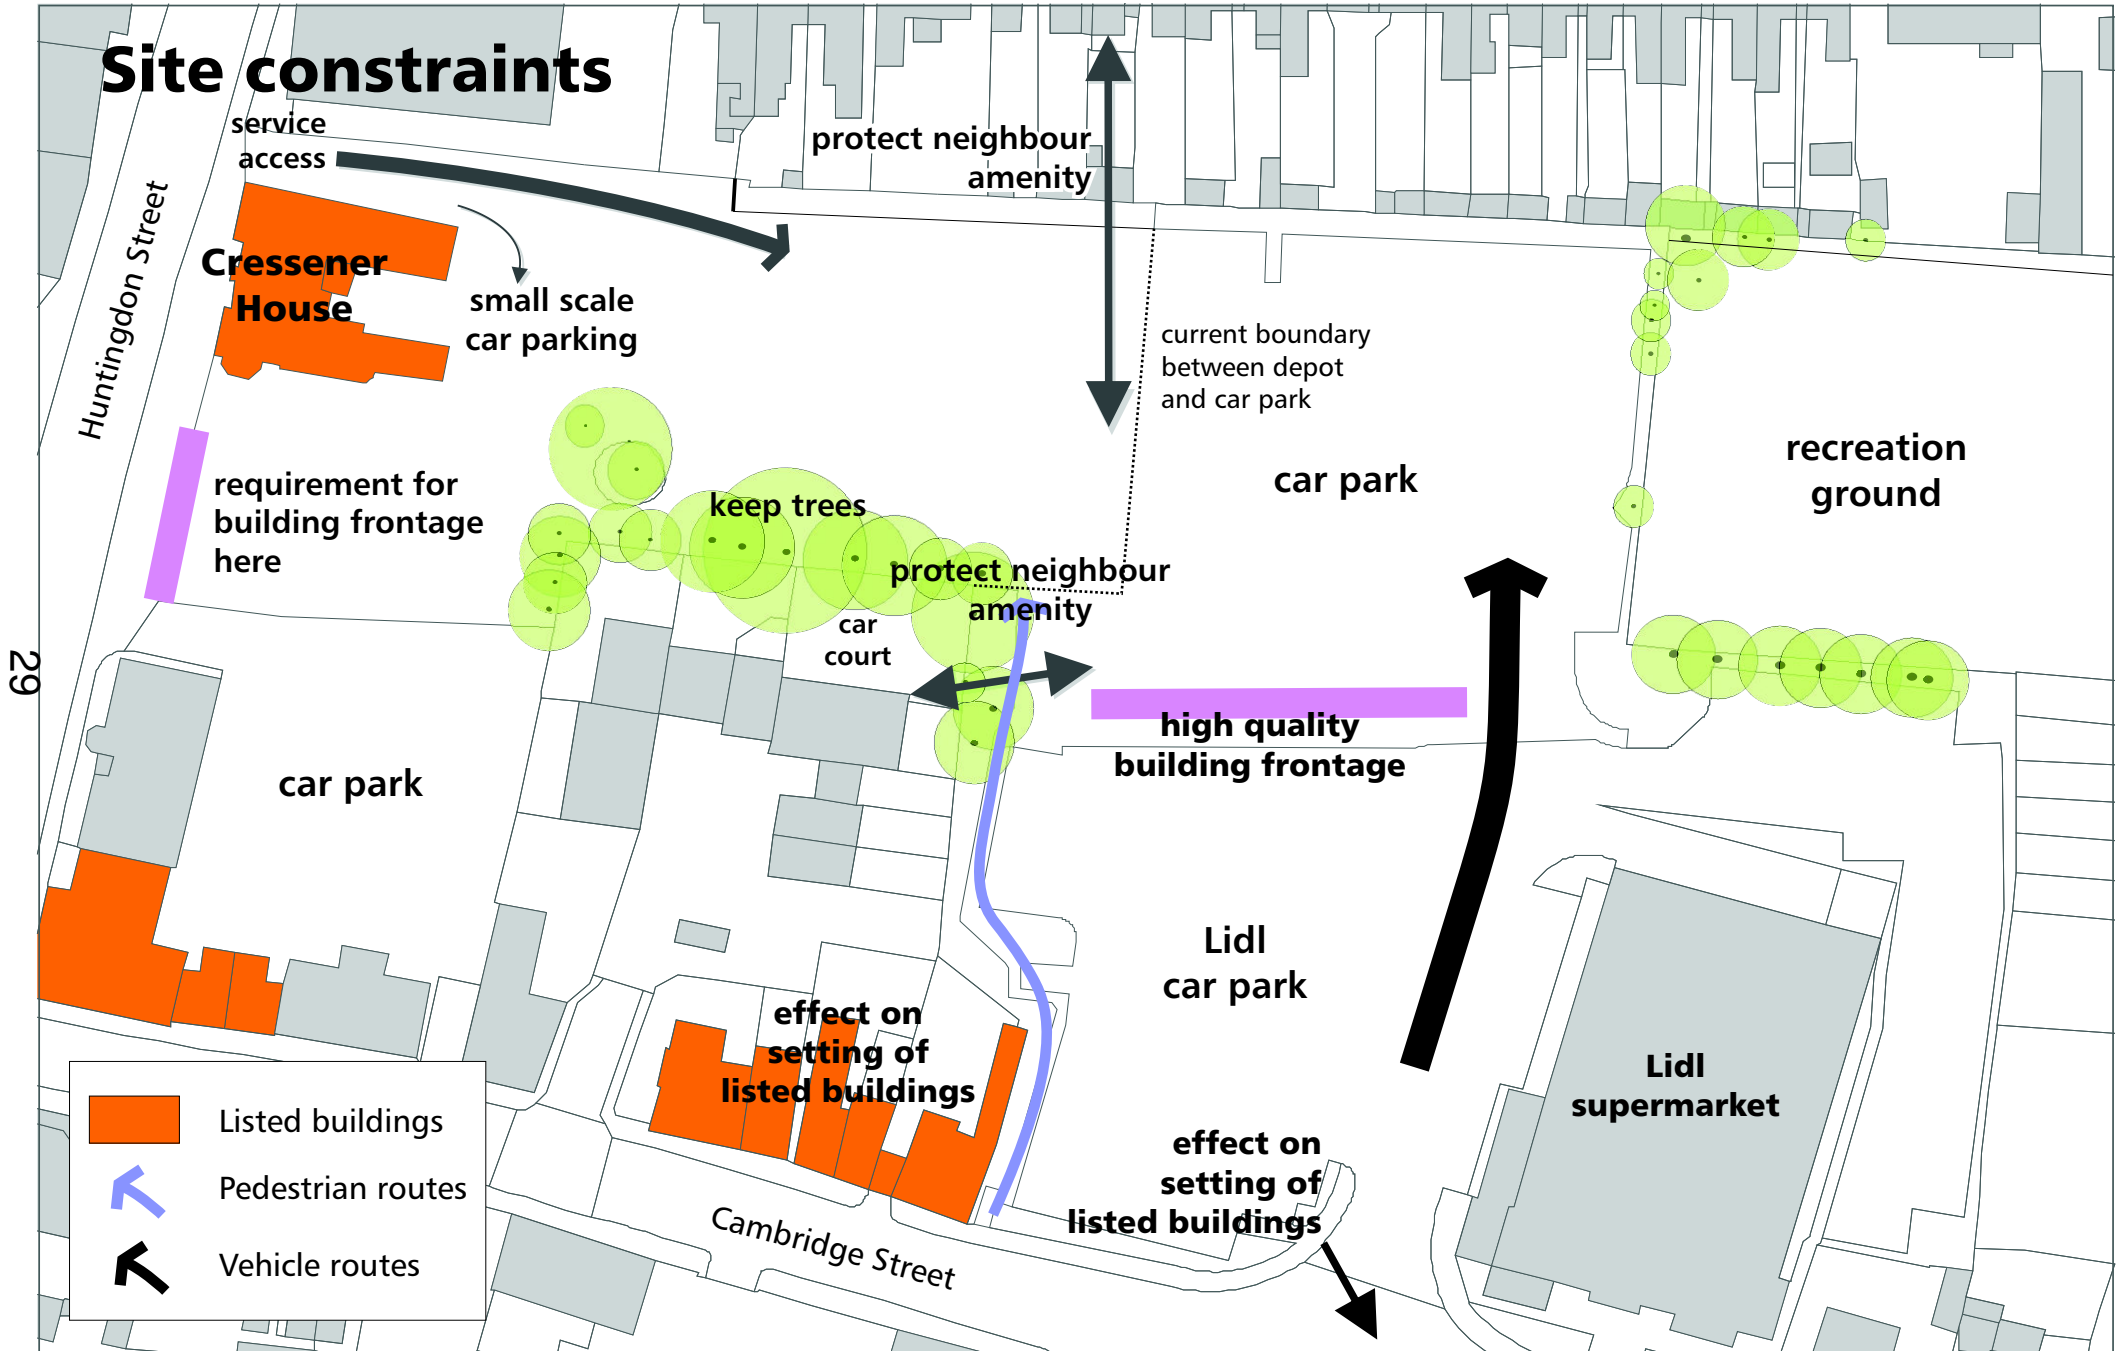 Site constraints
service
access
protect neighbour
amenity
Huntingdon Street
Cressener
House
small scale
car parking
current boundary
between depot
and car park
requirement for
building frontage
here
keep trees
car park
recreation
ground
protect neighbour
amenity
car
court
29
high quality
building frontage
car park
Lidl
car park
effect on
setting of
listed buildings
Lidl
supermarket
effect on
setting of
listed buildings
Cambridge Street
Listed buildings
Pedestrian routes
Vehicle routes